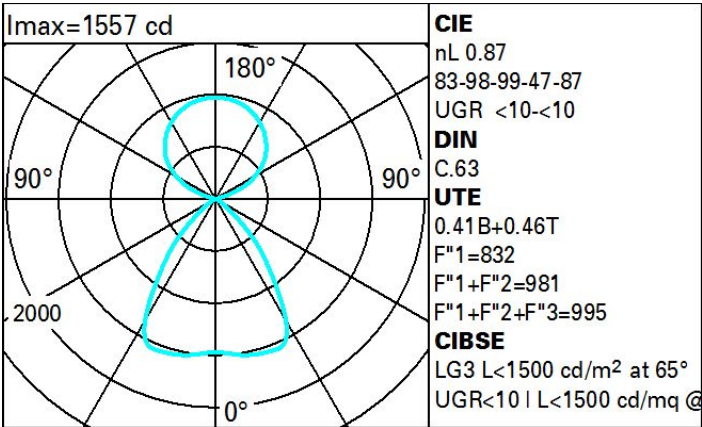 Imax=1557 cd
180°
90°
90°
2000
0°
CIE
nL 0.87
83-98-99-47-87
UGR <10-<10
DIN
C.63
UTE
0.41B+0.46T
F"1=832
F"1+F"2=981
F"1+F"2+F"3=995
CIBSE
LG3 L<1500 cd/m² at 65°
UGR<10 | L<1500 cd/mq @